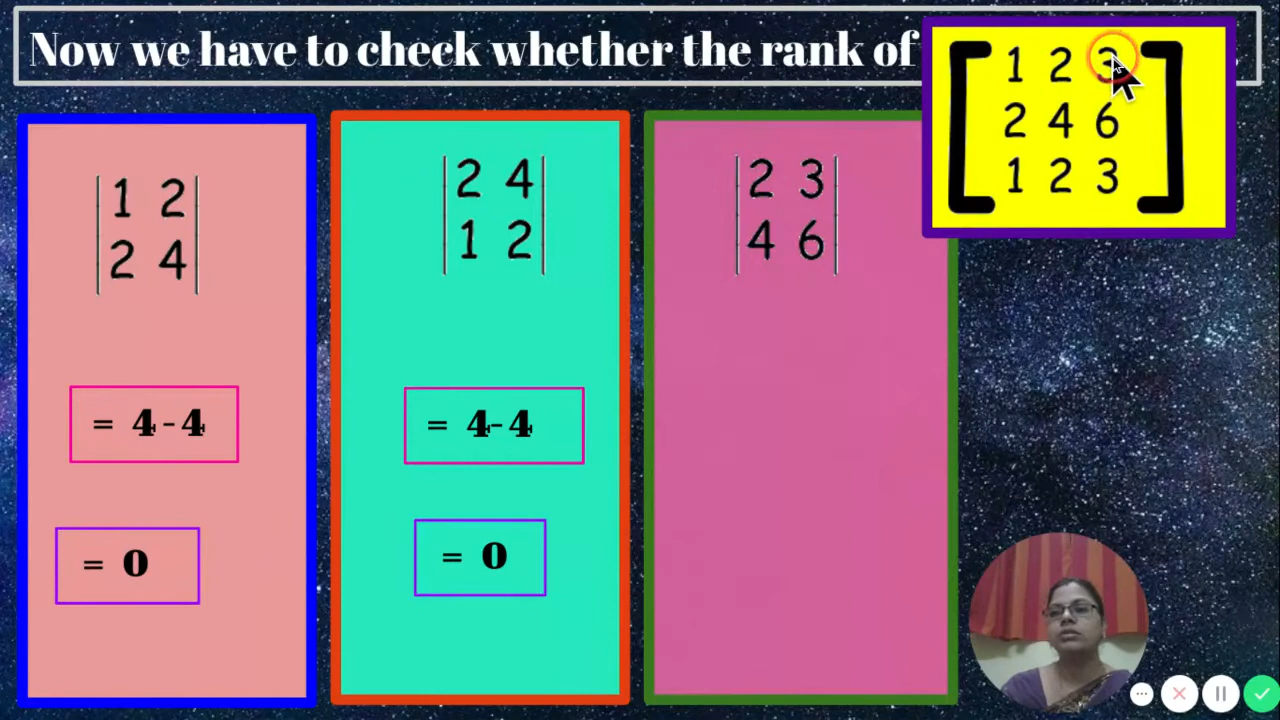 Now we have to check whether the rank of
1 2 3
2 4 6
1 2 3
1 2
2 4
= 4-4
= 0
2 4
1 2
= 4-4
= 0
2 3
4 6